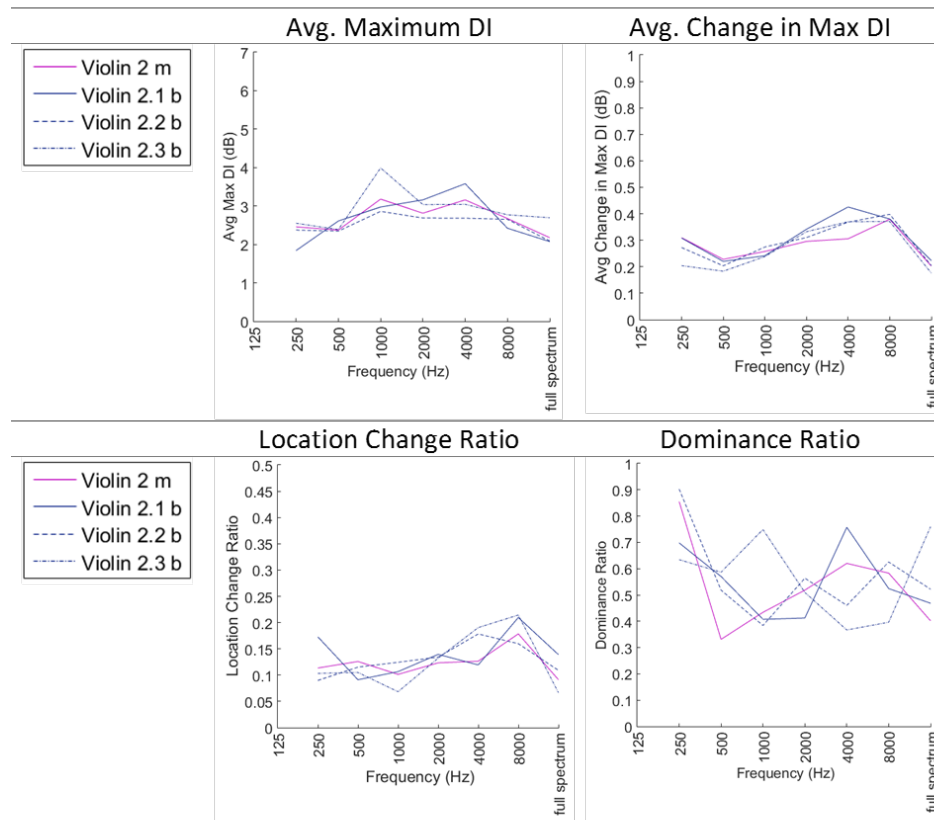 Avg. Maximum DI
Avg. Change in Max DI
Violin 2 m
Violin 2.1 b
Violin 2.2 b
Violin 2.3 b
7
6
5
4
3
2
1
0
Avg Max DI (dB)
125
250
500
1000
2000
4000
8000
full spectrum
Frequency (Hz)
1
0.9
0.8
0.7
0.6
0.5
0.4
0.3
0.2
0.1
0
Avg Change in Max DI (dB)
125
250
500
1000
2000
4000
8000
full spectrum
Frequency (Hz)
Location Change Ratio
Dominance Ratio
Violin 2 m
Violin 2.1 b
Violin 2.2 b
Violin 2.3 b
0.5
0.45
0.4
0.35
0.3
0.25
0.2
0.15
0.1
0.05
0
Location Change Ratio
125
250
500
1000
2000
4000
8000
full spectrum
Frequency (Hz)
1
0.9
0.8
0.7
0.6
0.5
0.4
0.3
0.2
0.1
0
Dominance Ratio
125
250
500
1000
2000
4000
8000
full spectrum
Frequency (Hz)